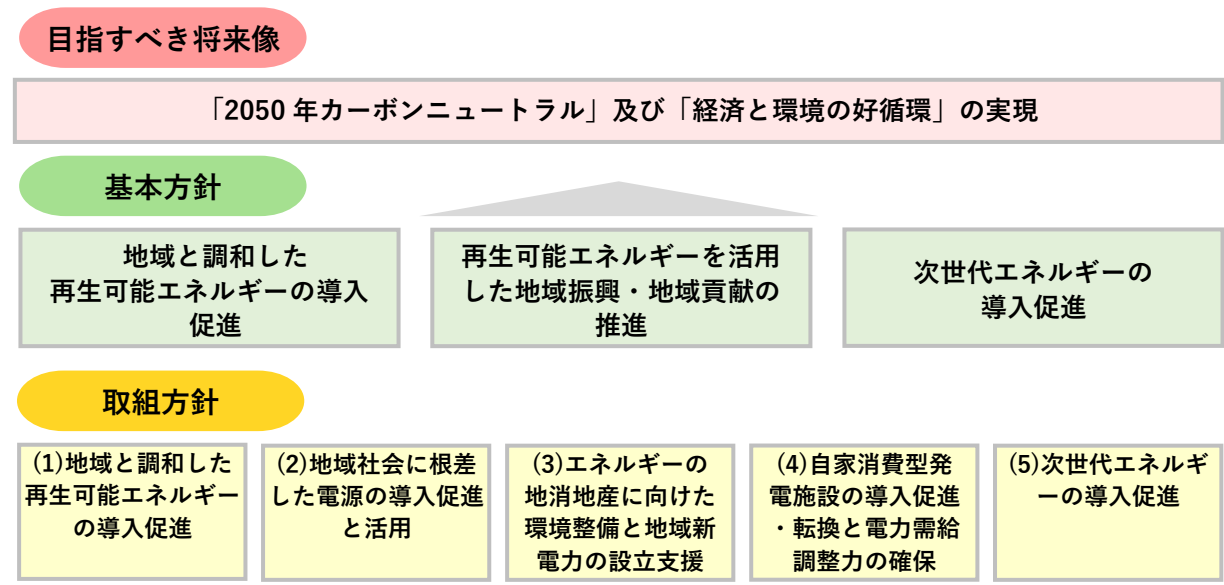 目指すべき将来像
「2050 年カーボンニュートラル」及び「経済と環境の好循環」の実現
基本方針
地域と調和した
再生可能エネルギーの導入
促進
再生可能エネルギーを活用
した地域振興・地域貢献の
推進
次世代エネルギーの
導入促進
取組方針
(1)地域と調和した
再生可能エネルギー
の導入促進
(2)地域社会に根差
した電源の導入促進
と活用
(3)エネルギーの
地消地産に向けた
環境整備と地域新
電力の設立支援
(4)自家消費型発
電施設の導入促進
・転換と電力需給
調整力の確保
(5)次世代エネルギ
ーの導入促進